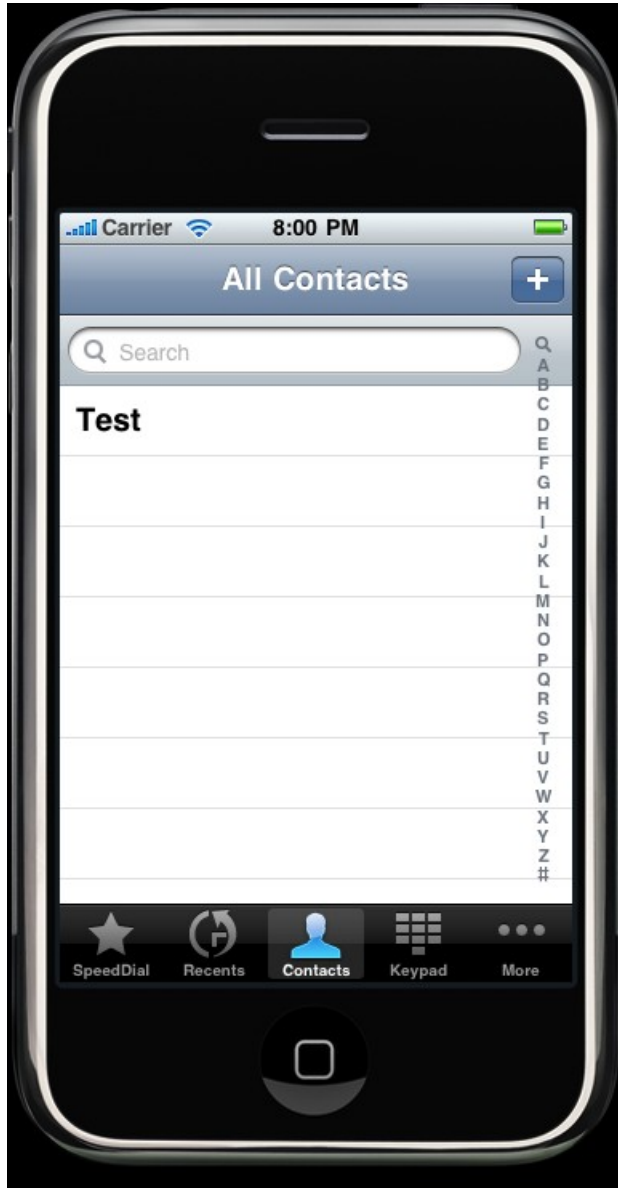 Carrier 8:00 PM
All Contacts +
Search
Test
A
B
C
D
E
F
G
H
I
J
K
L
M
N
O
P
Q
R
S
T
U
V
W
X
Y
Z
#
SpeedDial Recents Contacts Keypad More